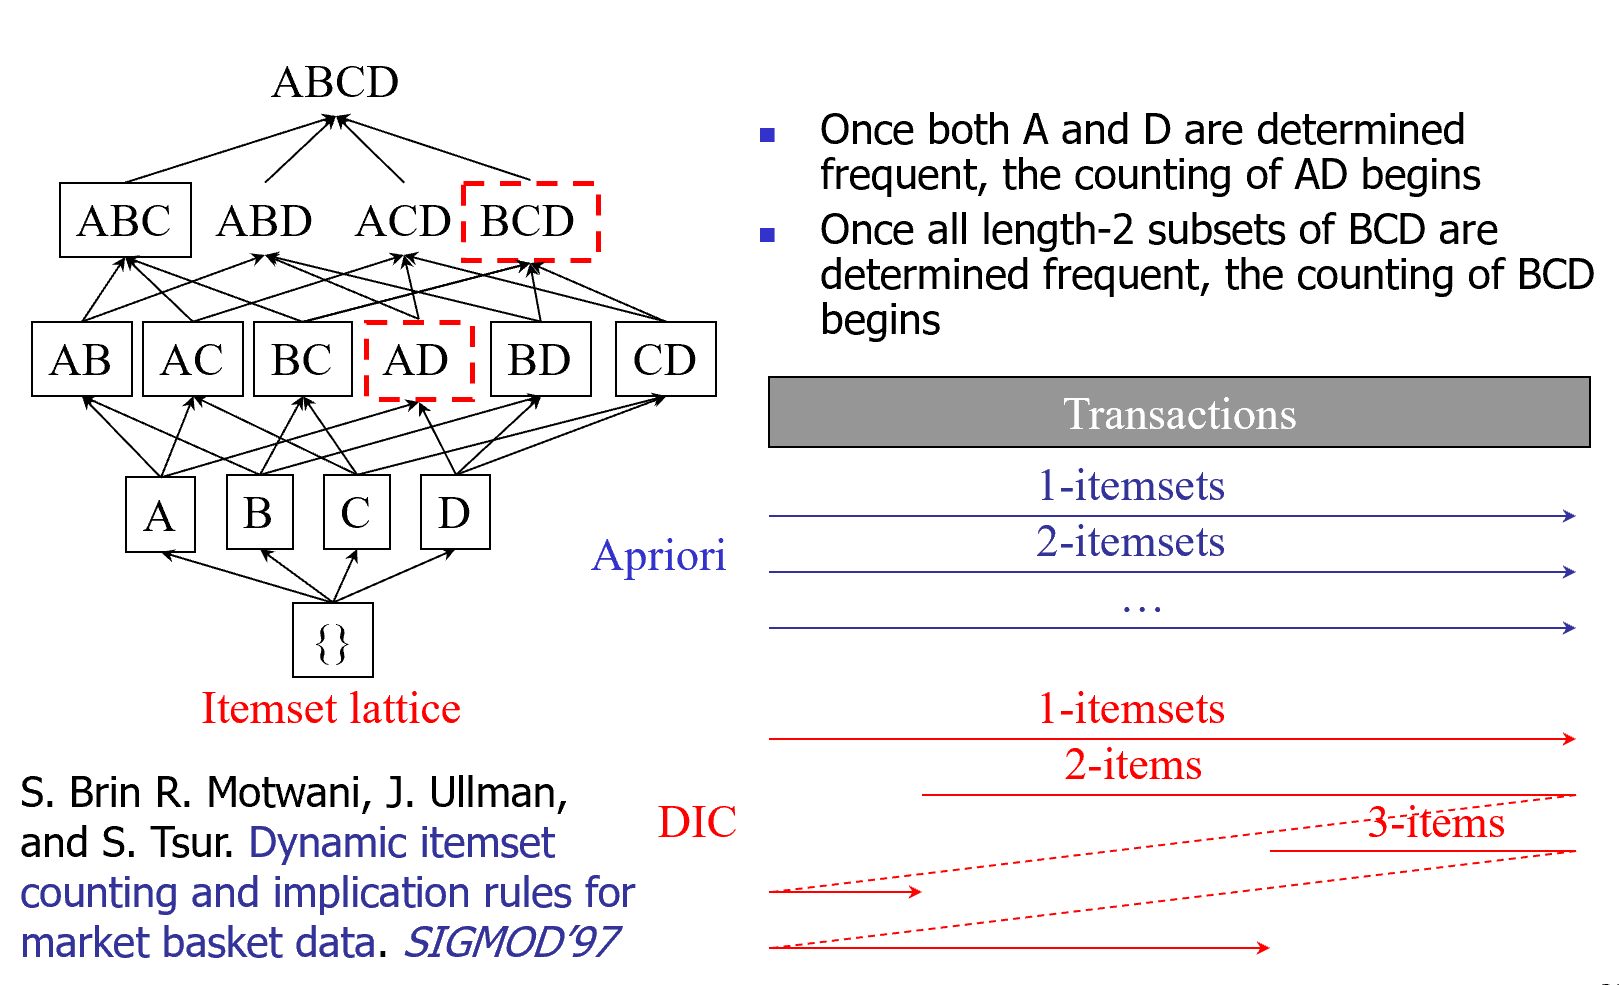 ABCD
ABC ABD ACD BCD
AB AC BC AD BD CD
A B C D
{}
Itemset lattice
S. Brin R. Motwani, J. Ullman,
and S. Tsur. Dynamic itemset
counting and implication rules for
market basket data. SIGMOD’97
Once both A and D are determined
frequent, the counting of AD begins
Once all length-2 subsets of BCD are
determined frequent, the counting of BCD
begins
Transactions
Apriori
1-itemsets
2-itemsets
…
DIC
1-itemsets
2-items
3-items